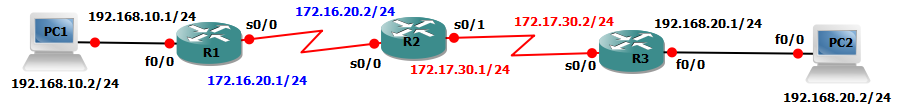 192.168.10.1/24
PC1
f0/0
R1
s0/0
192.168.10.2/24
172.16.20.2/24
172.16.20.1/24
R2
s0/0
s0/1
172.17.30.2/24
172.17.30.1/24
s0/0
R3
192.168.20.1/24
f0/0
f0/0
PC2
192.168.20.2/24